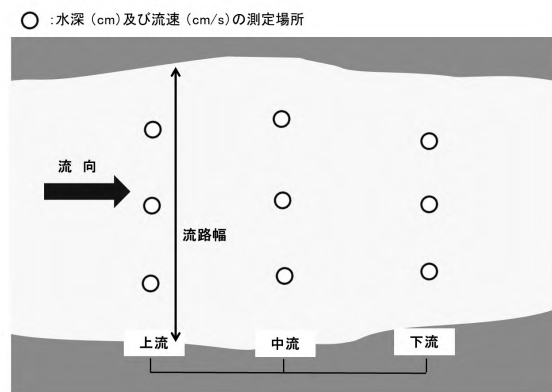 ○ :水深 (cm)及び流速 (cm/s)の測定場所
流 向
流路幅
上流
中流
下流